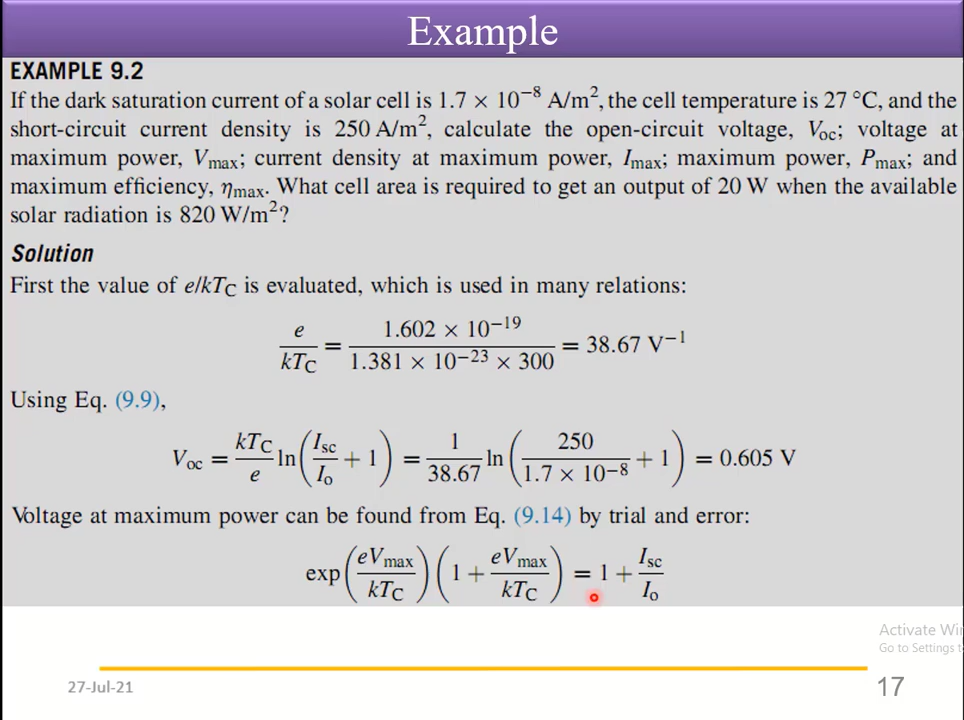 Example
EXAMPLE 9.2
If the dark saturation current of a solar cell is 1.7 × 10⁻⁸ A/m², the cell temperature is 27 °C, and the
short-circuit current density is 250 A/m², calculate the open-circuit voltage, Voc; voltage at
maximum power, Vmax; current density at maximum power, Imax; maximum power, Pmax; and
maximum efficiency, ηmax. What cell area is required to get an output of 20 W when the available
solar radiation is 820 W/m²?
Solution
First the value of e/kTC is evaluated, which is used in many relations:
e/kTC = (1.602 × 10⁻¹⁹)/(1.381 × 10⁻²³ × 300) = 38.67 V⁻¹
Using Eq. (9.9),
Voc = kTC/e ln(Isc/Io + 1) = 1/38.67 ln(250/(1.7 × 10⁻⁸) + 1) = 0.605 V
Voltage at maximum power can be found from Eq. (9.14) by trial and error:
exp(eVmax/kTC)(1 + eVmax/kTC) = 1 + Isc/Io
Activate Wi
Go to Settings t
27-Jul-21
17